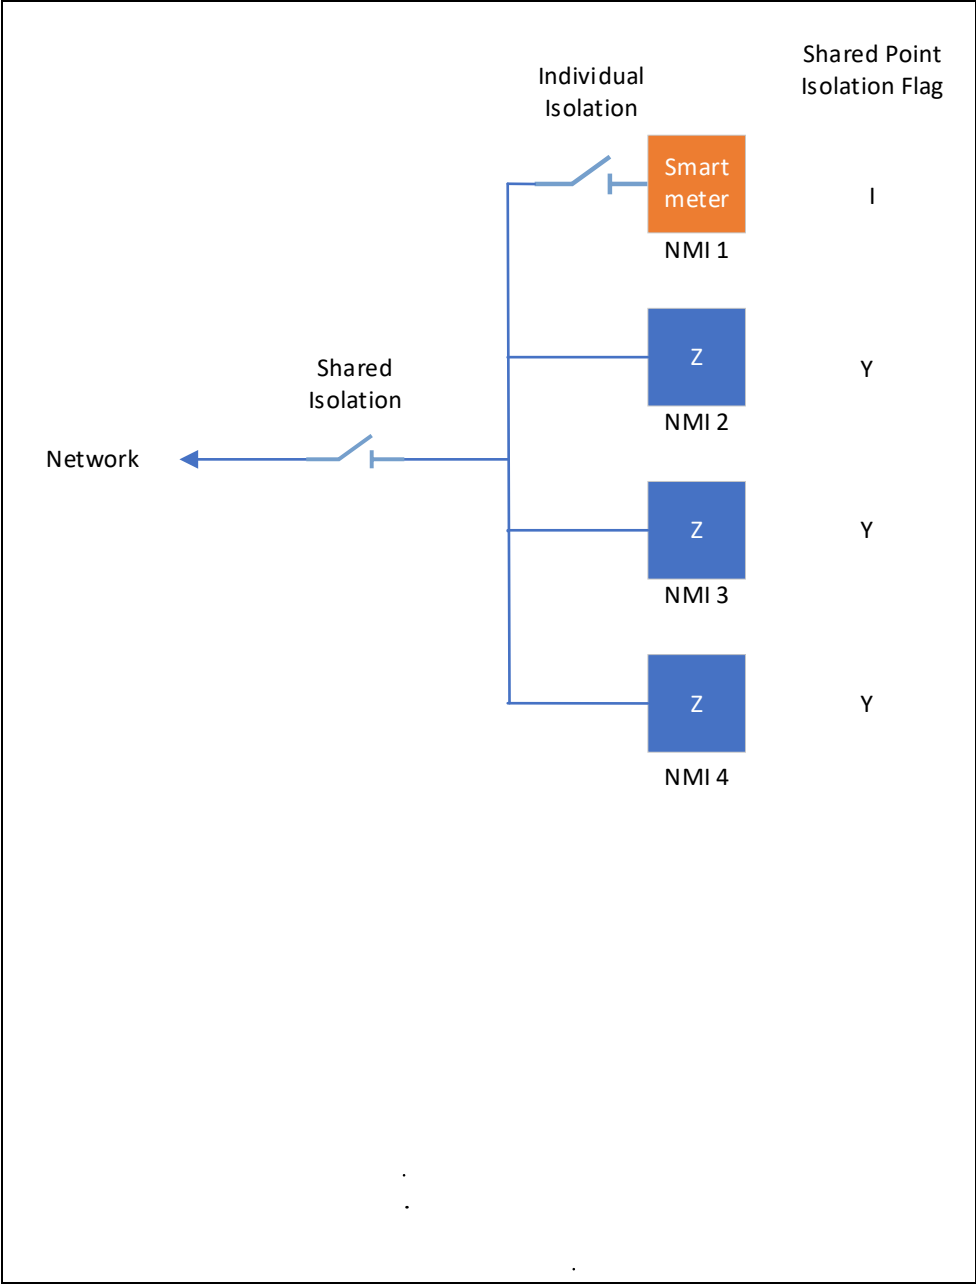 Shared Point
Isolation Flag
Individual
Isolation
Smart
meter
I
NMI 1
Z
Y
NMI 2
Shared
Isolation
Network
Z
Y
NMI 3
Z
Y
NMI 4